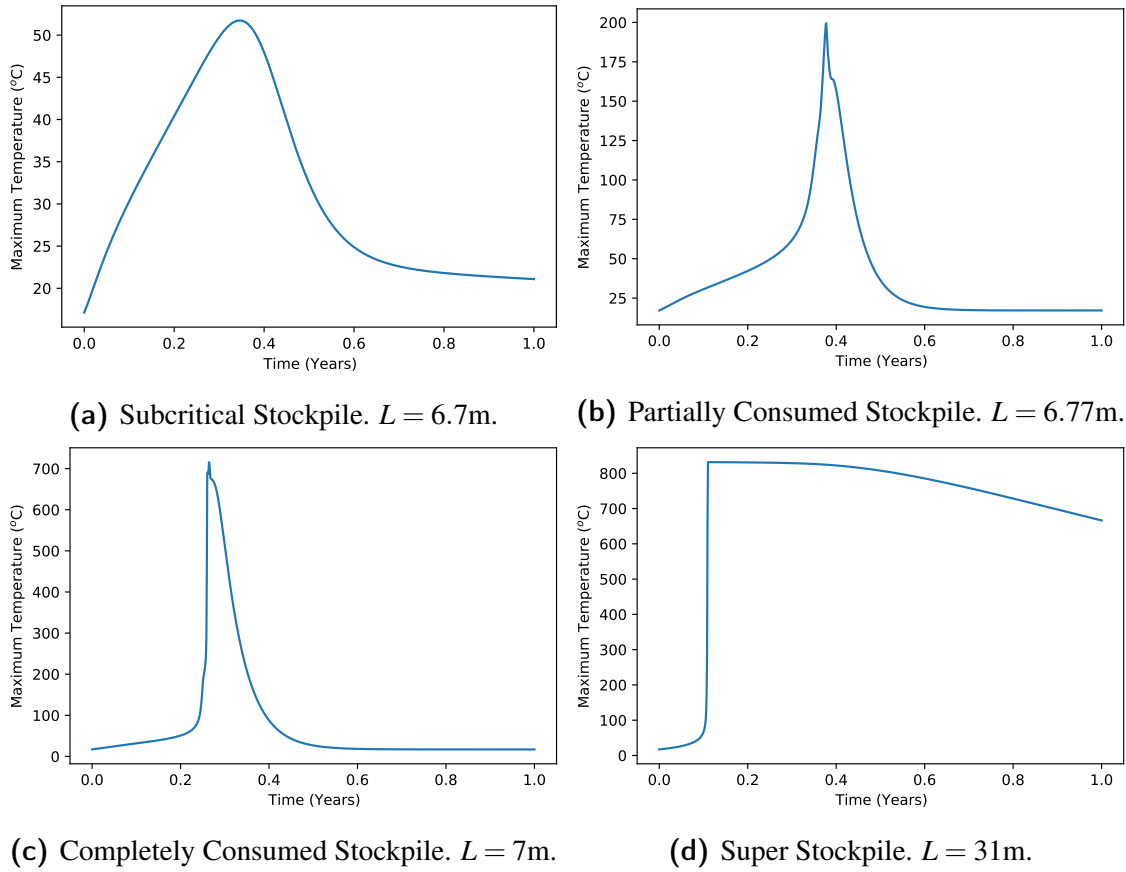 Maximum Temperature (°C)
50
45
40
35
30
25
20
0.0 0.2 0.4 0.6 0.8 1.0
Time (Years)
(a) Subcritical Stockpile. L = 6.7m.
Maximum Temperature (°C)
200
175
150
125
100
75
50
25
0.0 0.2 0.4 0.6 0.8 1.0
Time (Years)
(b) Partially Consumed Stockpile. L = 6.77m.
Maximum Temperature (°C)
700
600
500
400
300
200
100
0
0.0 0.2 0.4 0.6 0.8 1.0
Time (Years)
(c) Completely Consumed Stockpile. L = 7m.
Maximum Temperature (°C)
800
700
600
500
400
300
200
100
0
0.0 0.2 0.4 0.6 0.8 1.0
Time (Years)
(d) Super Stockpile. L = 31m.